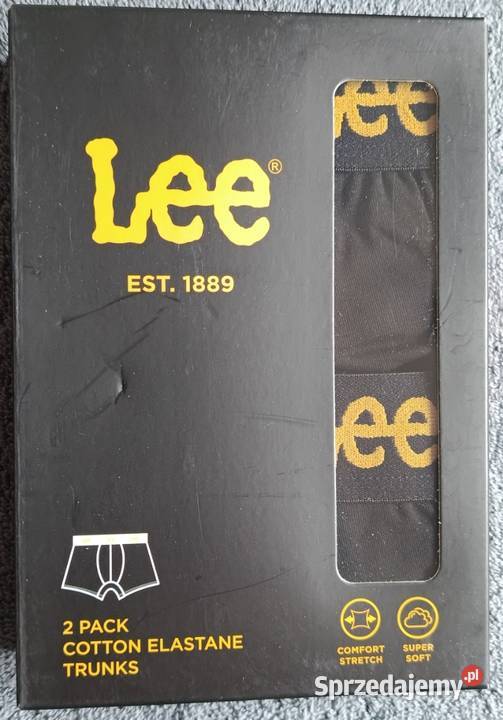 Lee®
EST. 1889
Lee
Lee
2 PACK
COTTON ELASTANE
TRUNKS
COMFORT
STRETCH
SUPER
SOFT
Sprzedajemy.pl